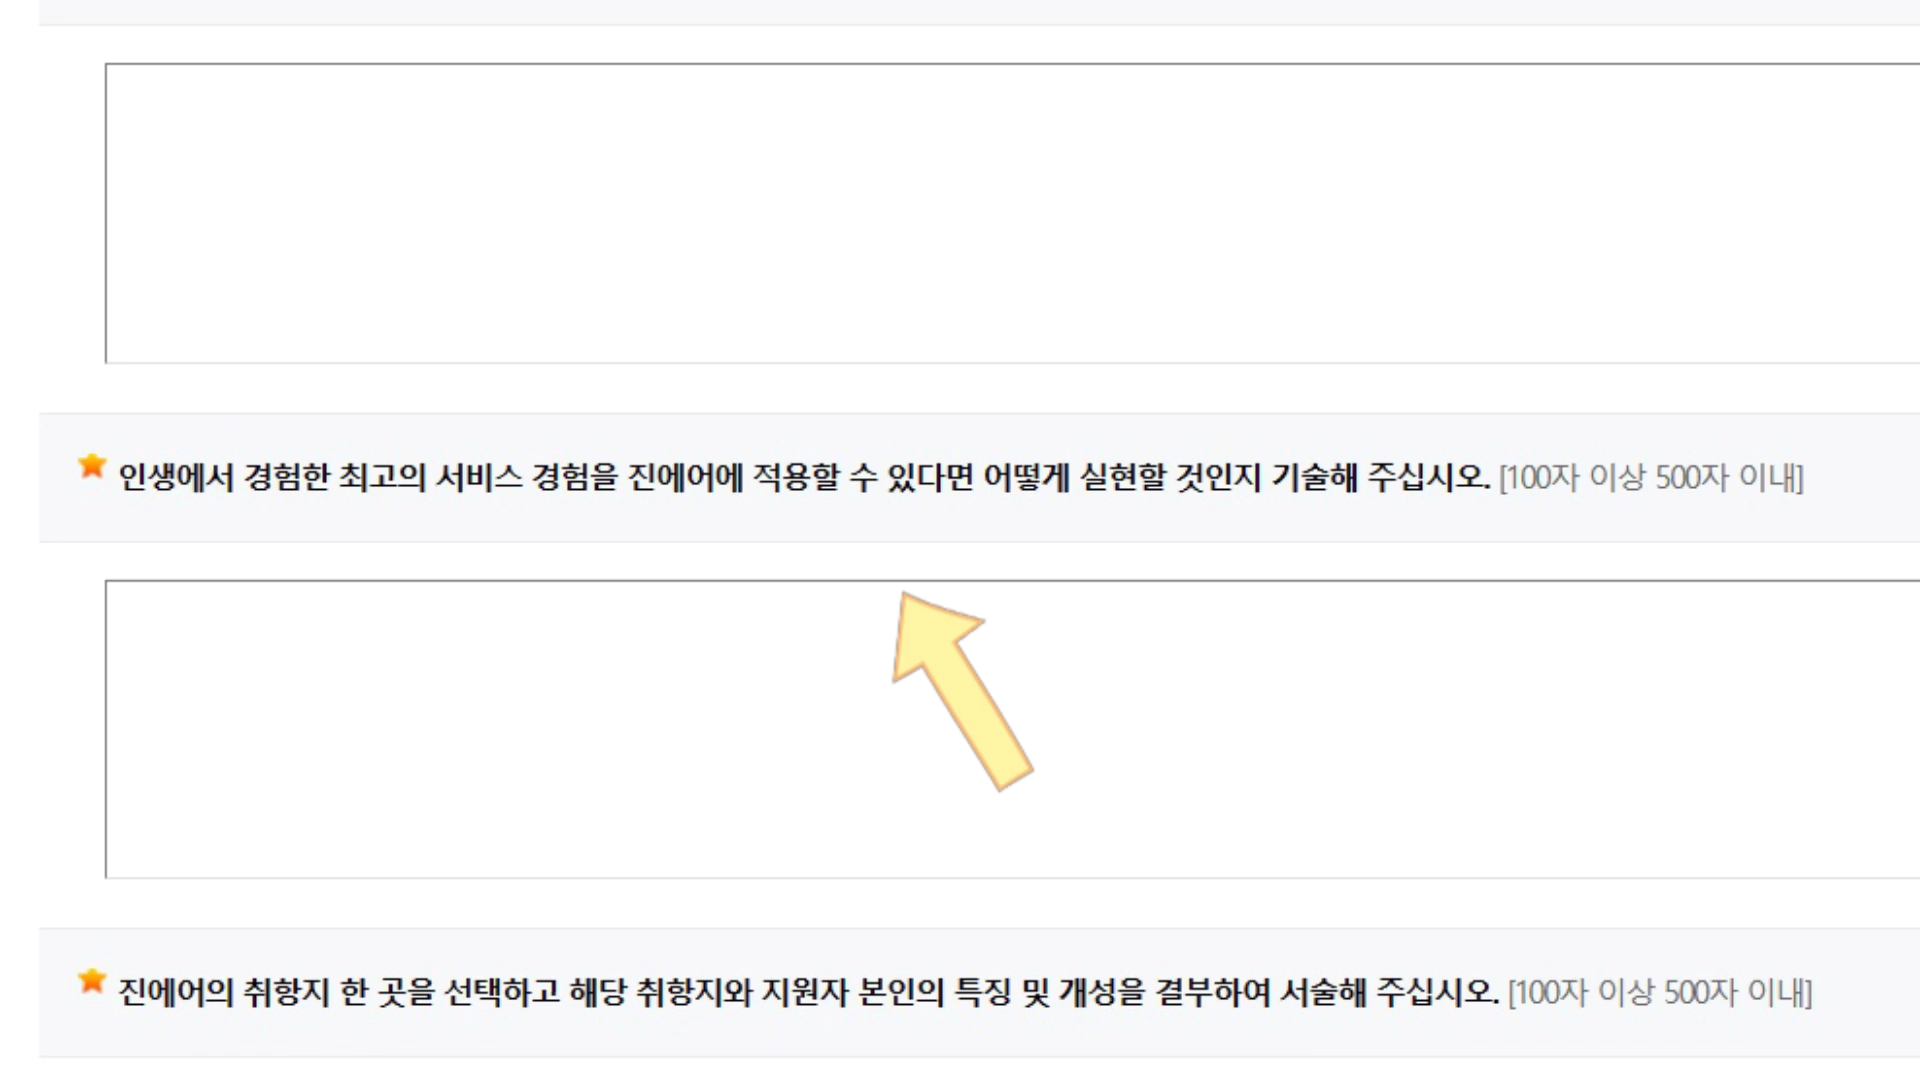 인생에서 경험한 최고의 서비스 경험을 진에어에 적용할 수 있다면 어떻게 실현할 것인지 기술해 주십시오. [100자 이상 500자 이내]
진에어의 취항지 한 곳을 선택하고 해당 취항지와 지원자 본인의 특징 및 개성을 결부하여 서술해 주십시오. [100자 이상 500자 이내]